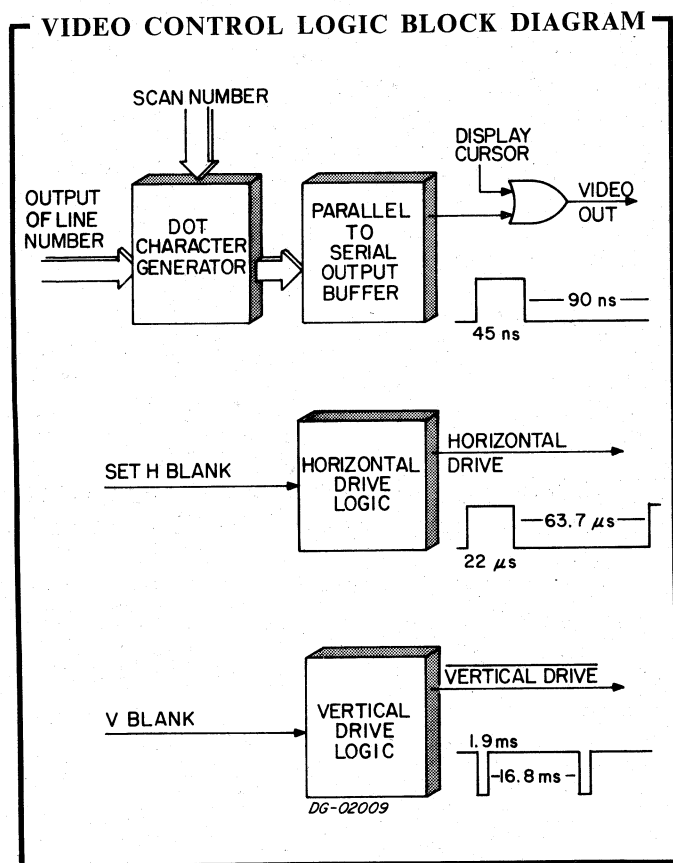 VIDEO CONTROL LOGIC BLOCK DIAGRAM
SCAN NUMBER
DISPLAY
CURSOR
OUTPUT
OF LINE
NUMBER
DOT
CHARACTER
GENERATOR
PARALLEL
TO
SERIAL
OUTPUT
BUFFER
VIDEO
OUT
90 ns
45 ns
SET H BLANK
HORIZONTAL
DRIVE
LOGIC
HORIZONTAL
DRIVE
63.7 µs
22 µs
V BLANK
VERTICAL
DRIVE
LOGIC
VERTICAL DRIVE
1.9 ms
16.8 ms
DG-02009